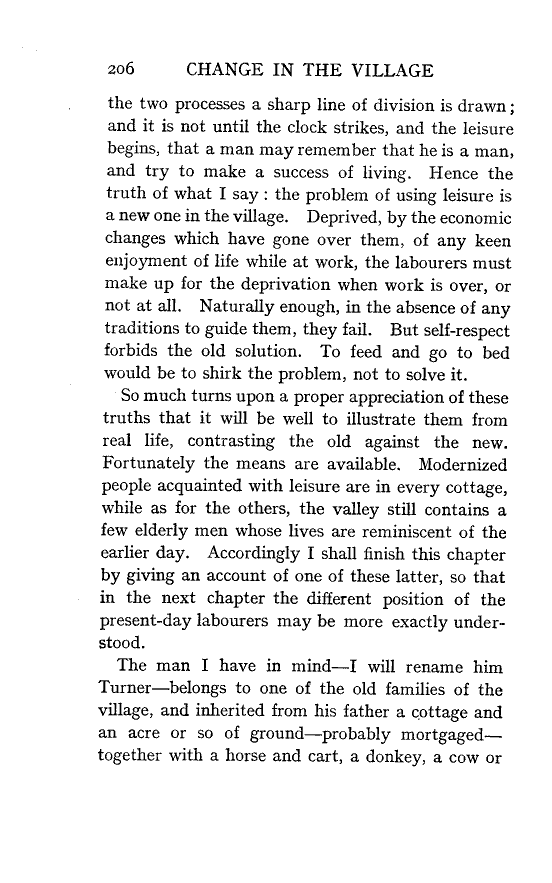 206 CHANGE IN THE VILLAGE
the two processes a sharp line of division is drawn;
and it is not until the clock strikes, and the leisure
begins, that a man may remember that he is a man,
and try to make a success of living. Hence the
truth of what I say : the problem of using leisure is
a new one in the village. Deprived, by the economic
changes which have gone over them, of any keen
enjoyment of life while at work, the labourers must
make up for the deprivation when work is over, or
not at all. Naturally enough, in the absence of any
traditions to guide them, they fail. But self-respect
forbids the old solution. To feed and go to bed
would be to shirk the problem, not to solve it.
So much turns upon a proper appreciation of these
truths that it will be well to illustrate them from
real life, contrasting the old against the new.
Fortunately the means are available. Modernized
people acquainted with leisure are in every cottage,
while as for the others, the valley still contains a
few elderly men whose lives are reminiscent of the
earlier day. Accordingly I shall finish this chapter
by giving an account of one of these latter, so that
in the next chapter the different position of the
present-day labourers may be more exactly under-
stood.
The man I have in mind—I will rename him
Turner—belongs to one of the old families of the
village, and inherited from his father a cottage and
an acre or so of ground—probably mortgaged—
together with a horse and cart, a donkey, a cow or